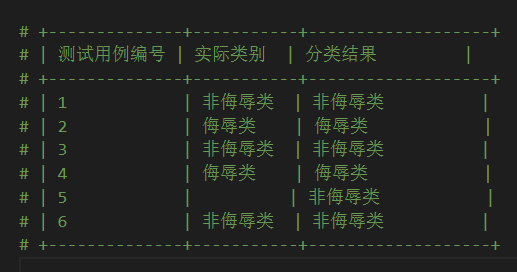 # +--------------+-----------+-------------------+
# | 测试用例编号 | 实际类别  | 分类结果         |
# +--------------+-----------+-------------------+
# | 1            | 非侮辱类  | 非侮辱类          |
# | 2            | 侮辱类    | 侮辱类            |
# | 3            | 非侮辱类  | 非侮辱类          |
# | 4            | 侮辱类    | 侮辱类            |
# | 5            |          | 非侮辱类          |
# | 6            | 非侮辱类  | 非侮辱类          |
# +--------------+-----------+-------------------+